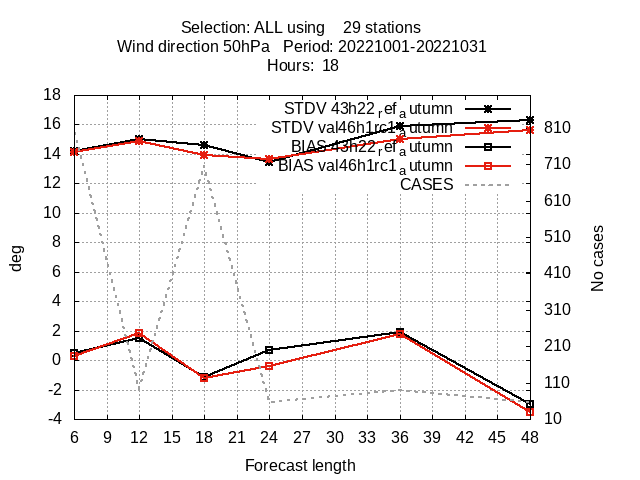 Selection: ALL using    29 stations
Wind direction 50hPa   Period: 20221001-20221031
Hours:  18
STDV 43h22_ref_autumn
STDV val46h1rc1_autumn
BIAS 43h22_ref_autumn
BIAS val46h1rc1_autumn
CASES
18
16
14
12
10
8
6
4
2
0
-2
-4
deg
810
710
610
510
410
310
210
110
10
No cases
6 9 12 15 18 21 24 27 30 33 36 39 42 45 48
Forecast length